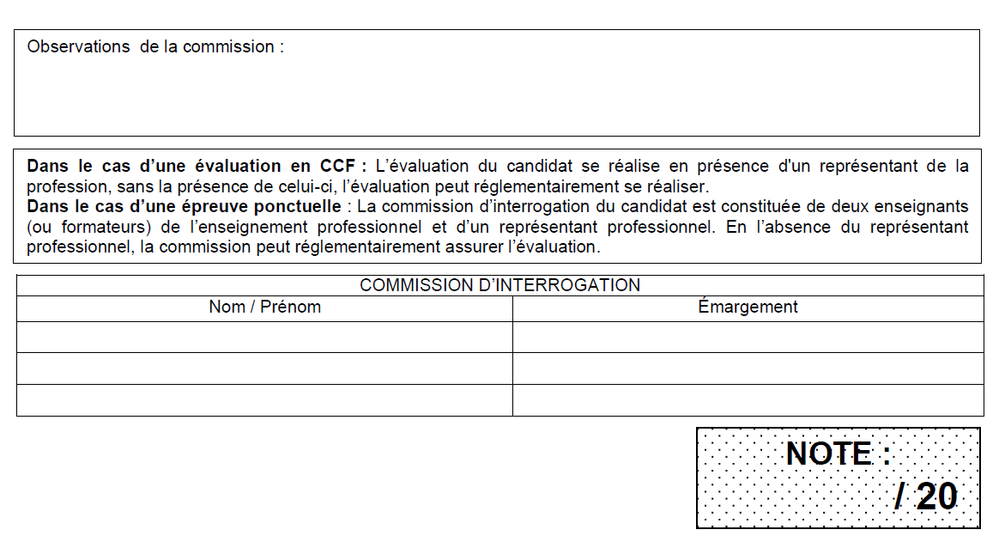 Observations  de la commission :
Dans le cas d’une évaluation en CCF : L’évaluation du candidat se réalise en présence d'un représentant de la
profession, sans la présence de celui-ci, l’évaluation peut réglementairement se réaliser.
Dans le cas d’une épreuve ponctuelle : La commission d’interrogation du candidat est constituée de deux enseignants
(ou formateurs) de l’enseignement professionnel et d’un représentant professionnel. En l’absence du représentant
professionnel, la commission peut réglementairement assurer l’évaluation.
COMMISSION D’INTERROGATION
Nom / Prénom
Émargement
NOTE :
/ 20